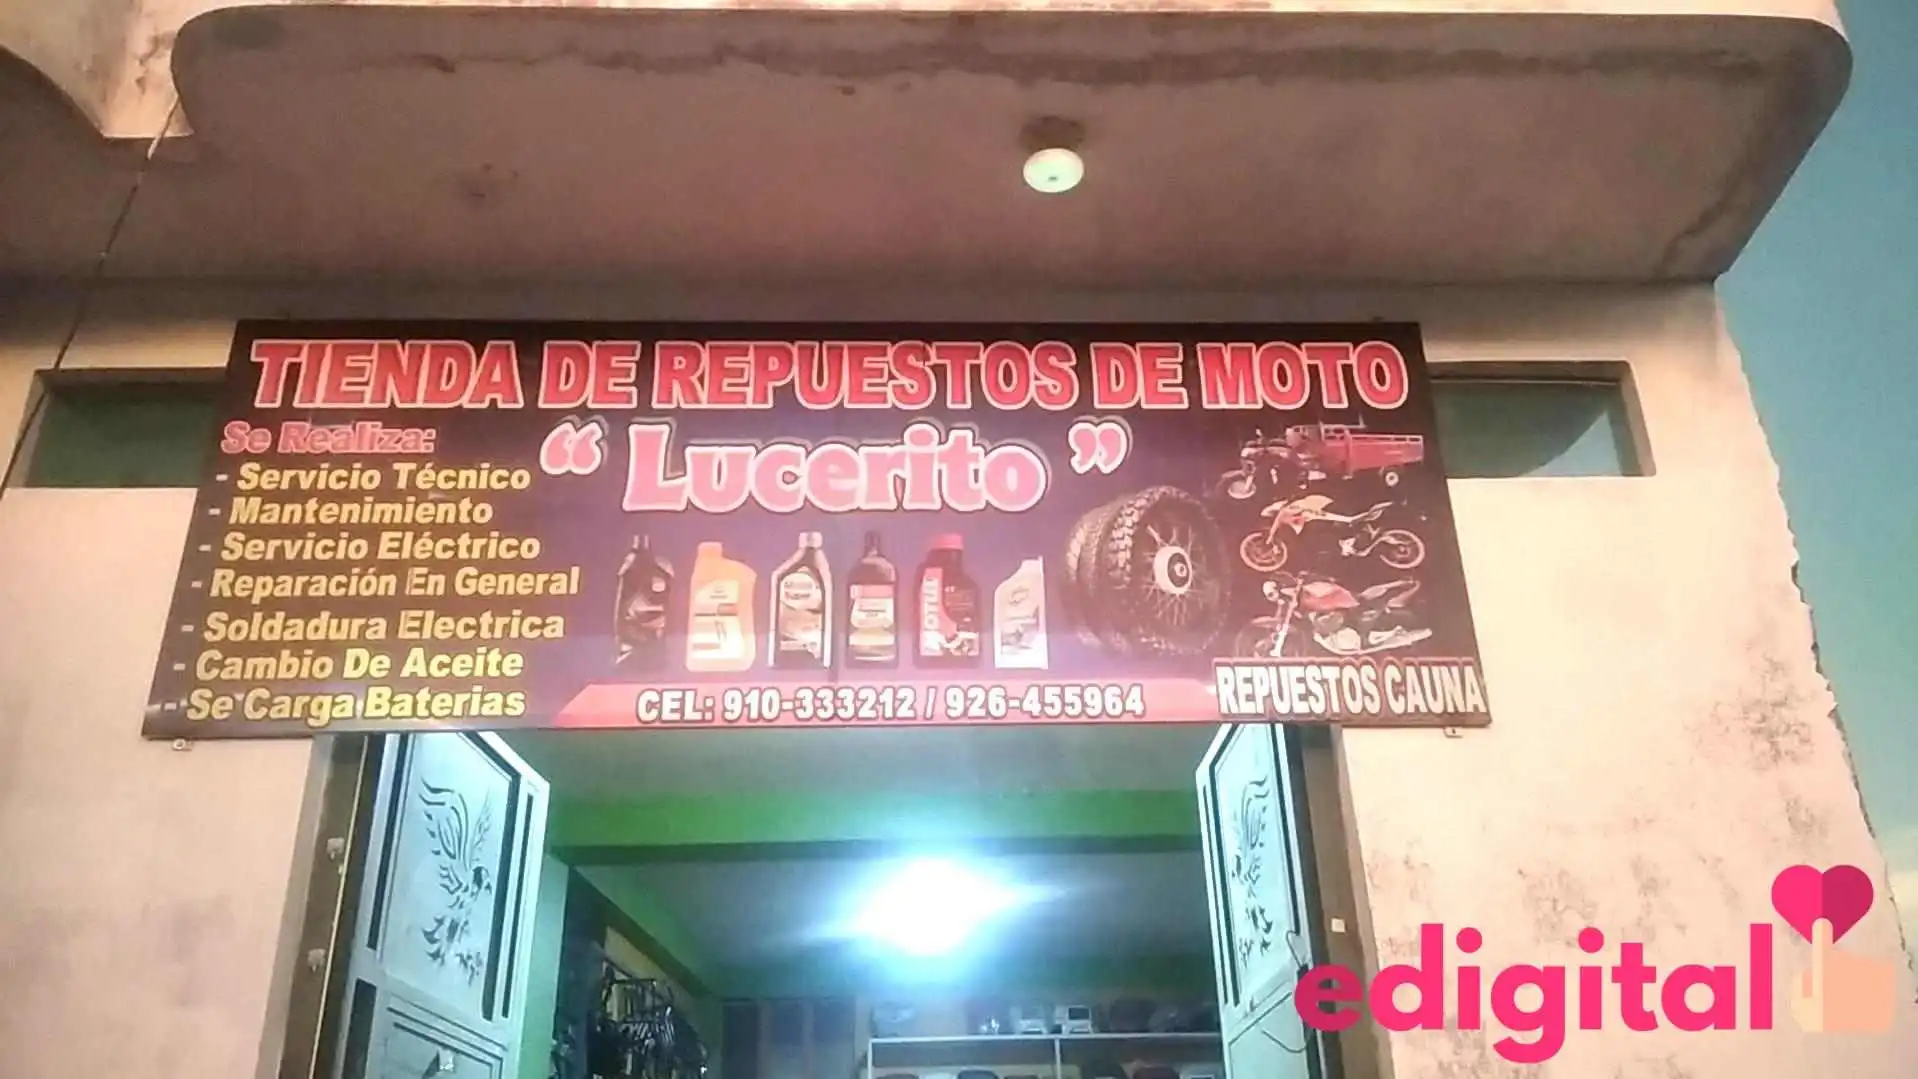 TIENDA DE REPUESTOS DE MOTO
“ Lucerito ”
Se Realiza:
- Servicio Técnico
- Mantenimiento
- Servicio Eléctrico
- Reparación En General
- Soldadura Electrica
- Cambio De Aceite
- Se Carga Baterias
MOTUL
CEL: 910-333212 / 926-455964
REPUESTOS CAUNA
edigital